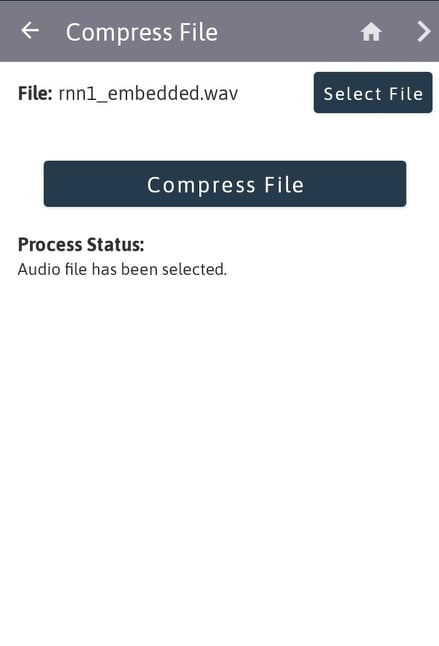 Compress File
File: rnn1_embedded.wav
Select File
Compress File
Process Status:
Audio file has been selected.